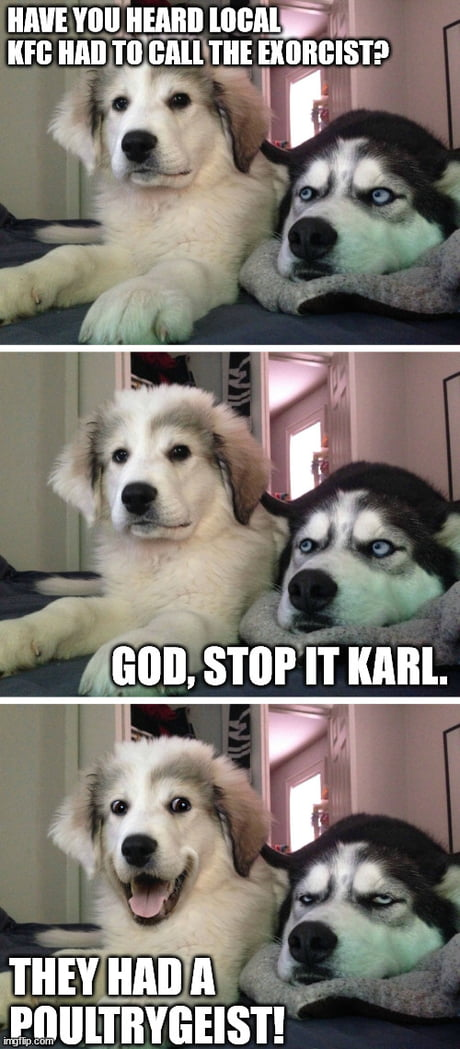 HAVE YOU HEARD LOCAL
KFC HAD TO CALL THE EXORCIST?
GOD, STOP IT KARL.
THEY HAD A
POULTRYGEIST!
imgflip.com